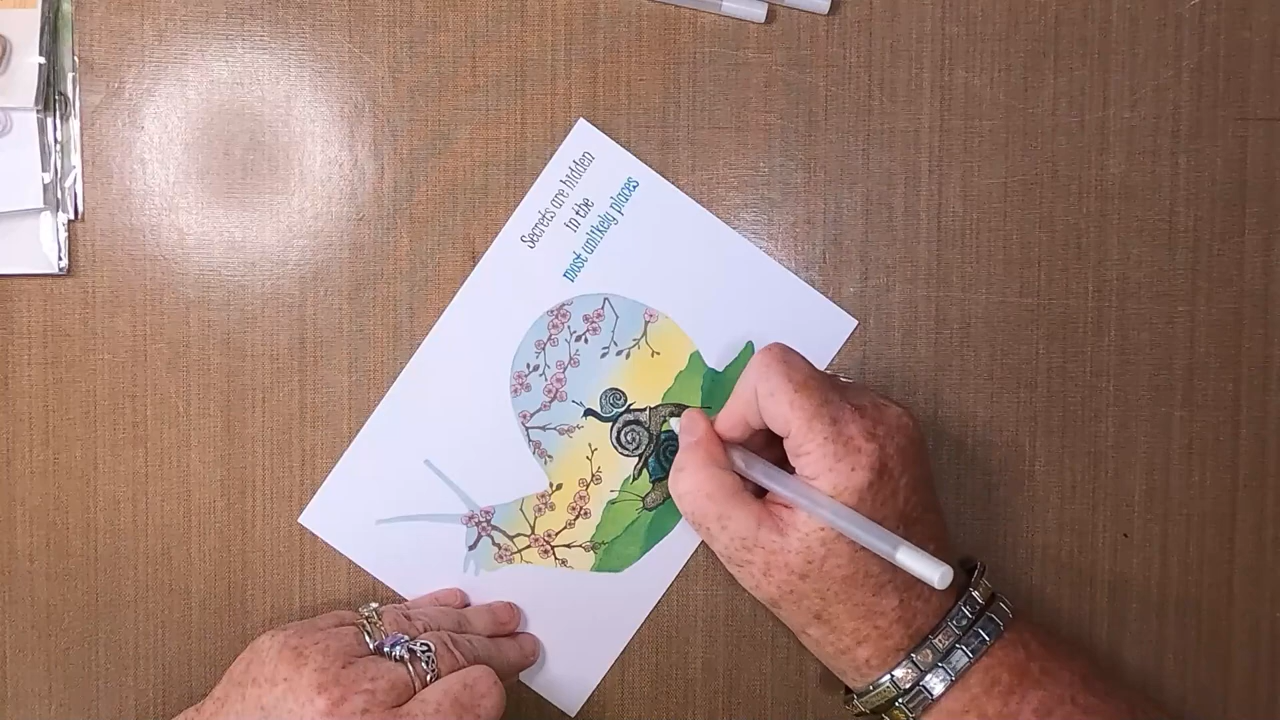 Secrets are hidden
in the
most unlikely places